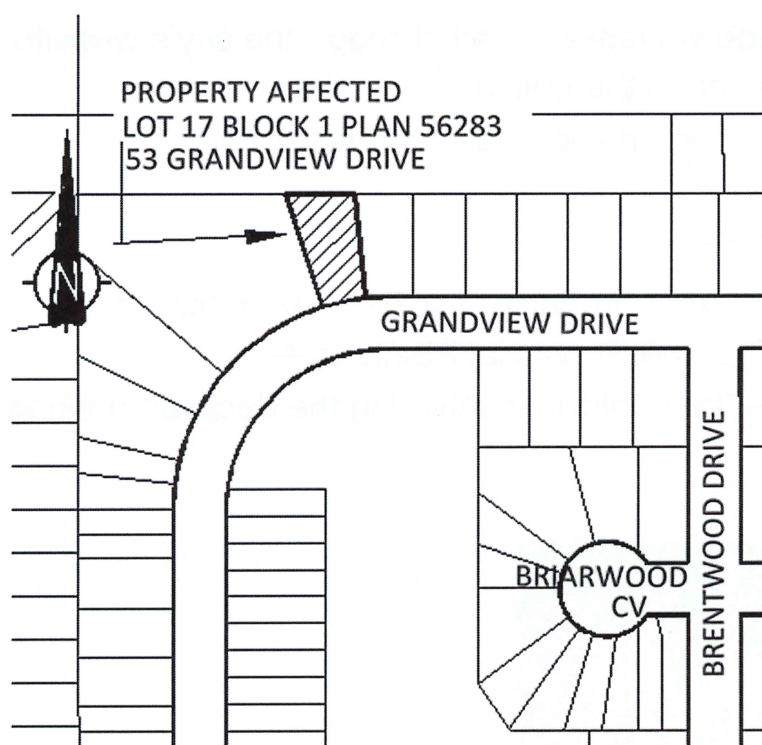 PROPERTY AFFECTED
LOT 17 BLOCK 1 PLAN 56283
53 GRANDVIEW DRIVE
N
GRANDVIEW DRIVE
BRIARWOOD
CV
BRENTWOOD DRIVE